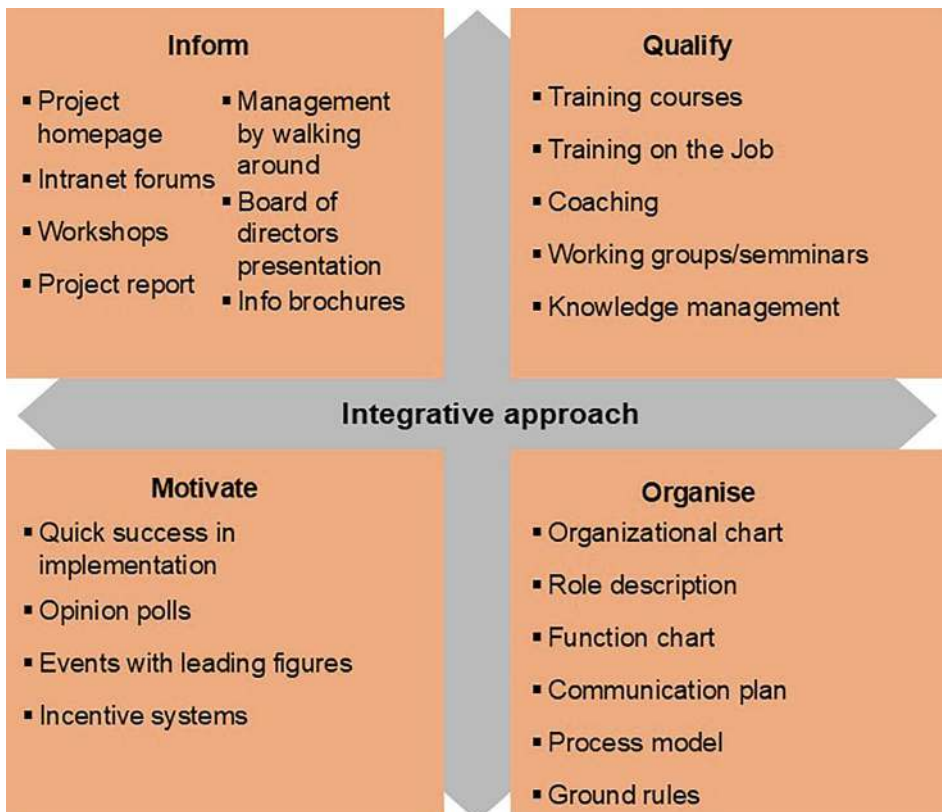 Inform
▪ Project
homepage
▪ Intranet forums
▪ Workshops
▪ Project report
▪ Management
by walking
around
▪ Board of
directors
presentation
▪ Info brochures
Qualify
▪ Training courses
▪ Training on the Job
▪ Coaching
▪ Working groups/semminars
▪ Knowledge management
Integrative approach
Motivate
▪ Quick success in
implementation
▪ Opinion polls
▪ Events with leading figures
▪ Incentive systems
Organise
▪ Organizational chart
▪ Role description
▪ Function chart
▪ Communication plan
▪ Process model
▪ Ground rules